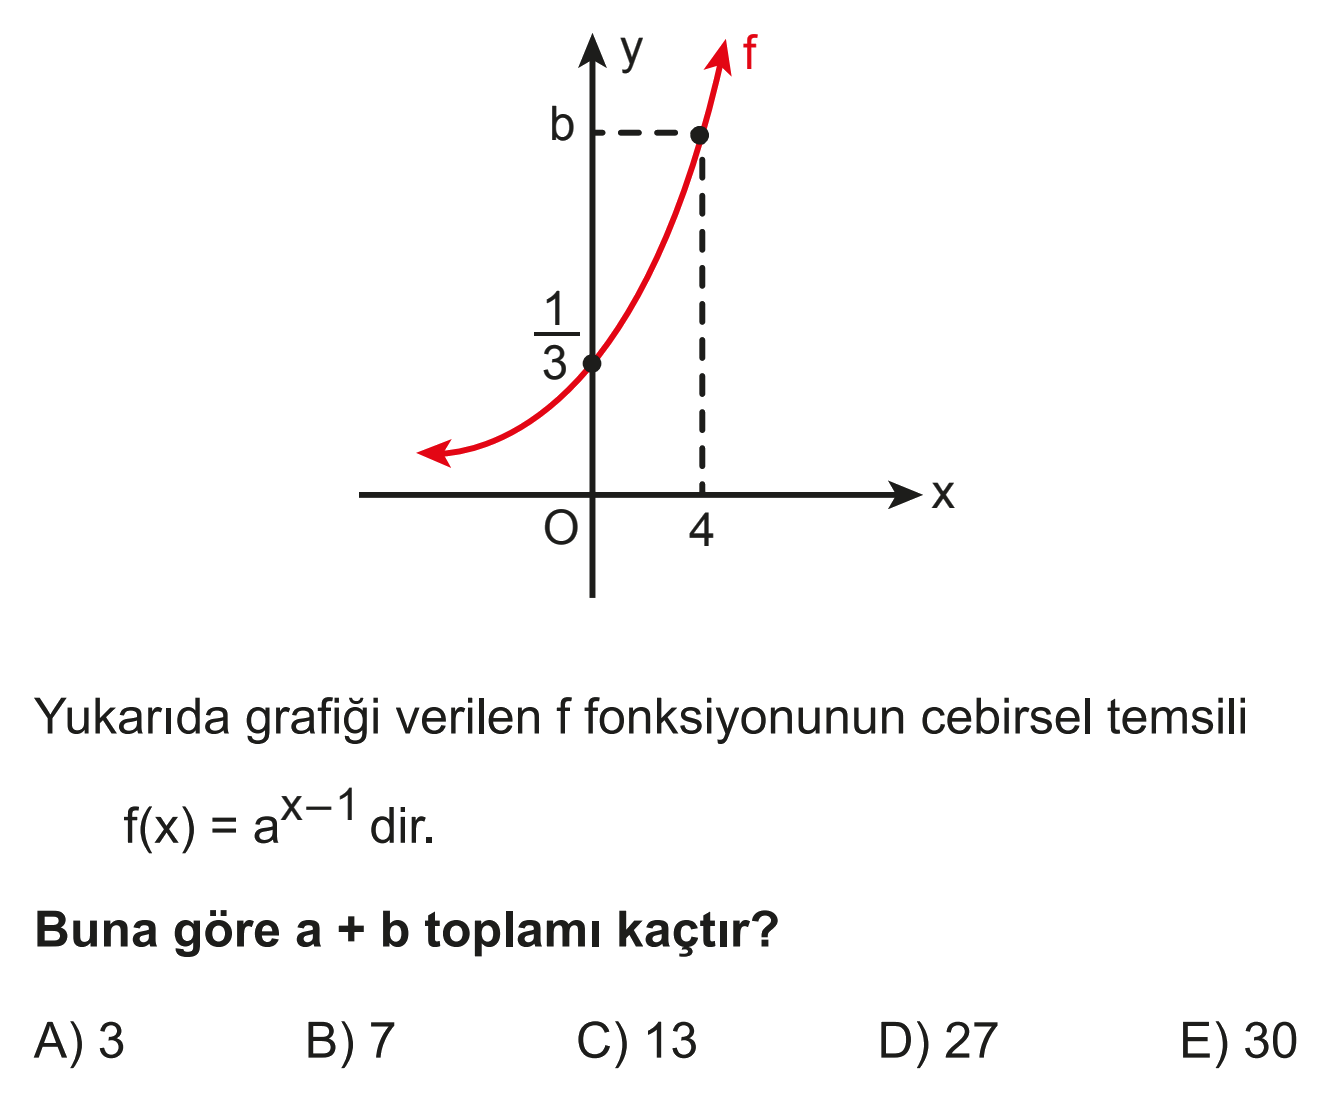 y
f
b
1
3
x
O
4
Yukarıda grafiği verilen f fonksiyonunun cebirsel temsili
f(x) = a^{x–1} dir.
Buna göre a + b toplamı kaçtır?
A) 3 B) 7 C) 13 D) 27 E) 30